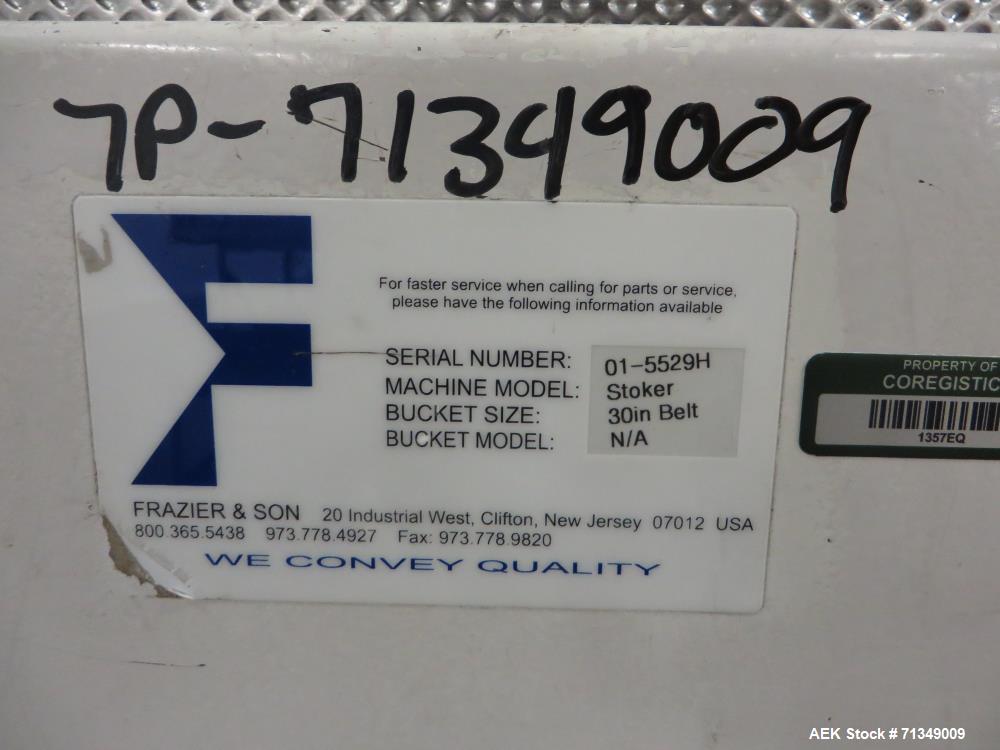 7P-71349009
For faster service when calling for parts or service,
please have the following information available
SERIAL NUMBER: 01-5529H
MACHINE MODEL: Stoker
BUCKET SIZE: 30in Belt
BUCKET MODEL: N/A
FRAZIER & SON 20 Industrial West, Clifton, New Jersey 07012 USA
800.365.5438 973.778.4927 Fax: 973.778.9820
WE CONVEY QUALITY
PROPERTY OF
COREGISTIC
1357EQ
AEK Stock # 71349009